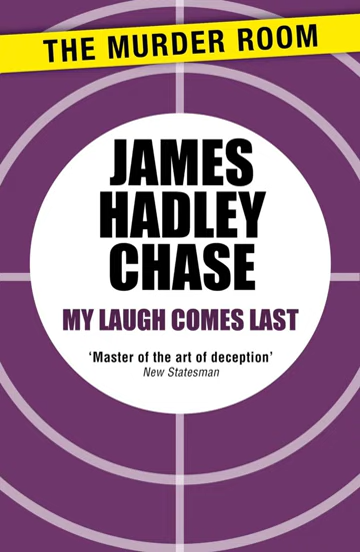 THE MURDER ROOM
JAMES
HADLEY
CHASE
MY LAUGH COMES LAST
‘Master of the art of deception’
New Statesman